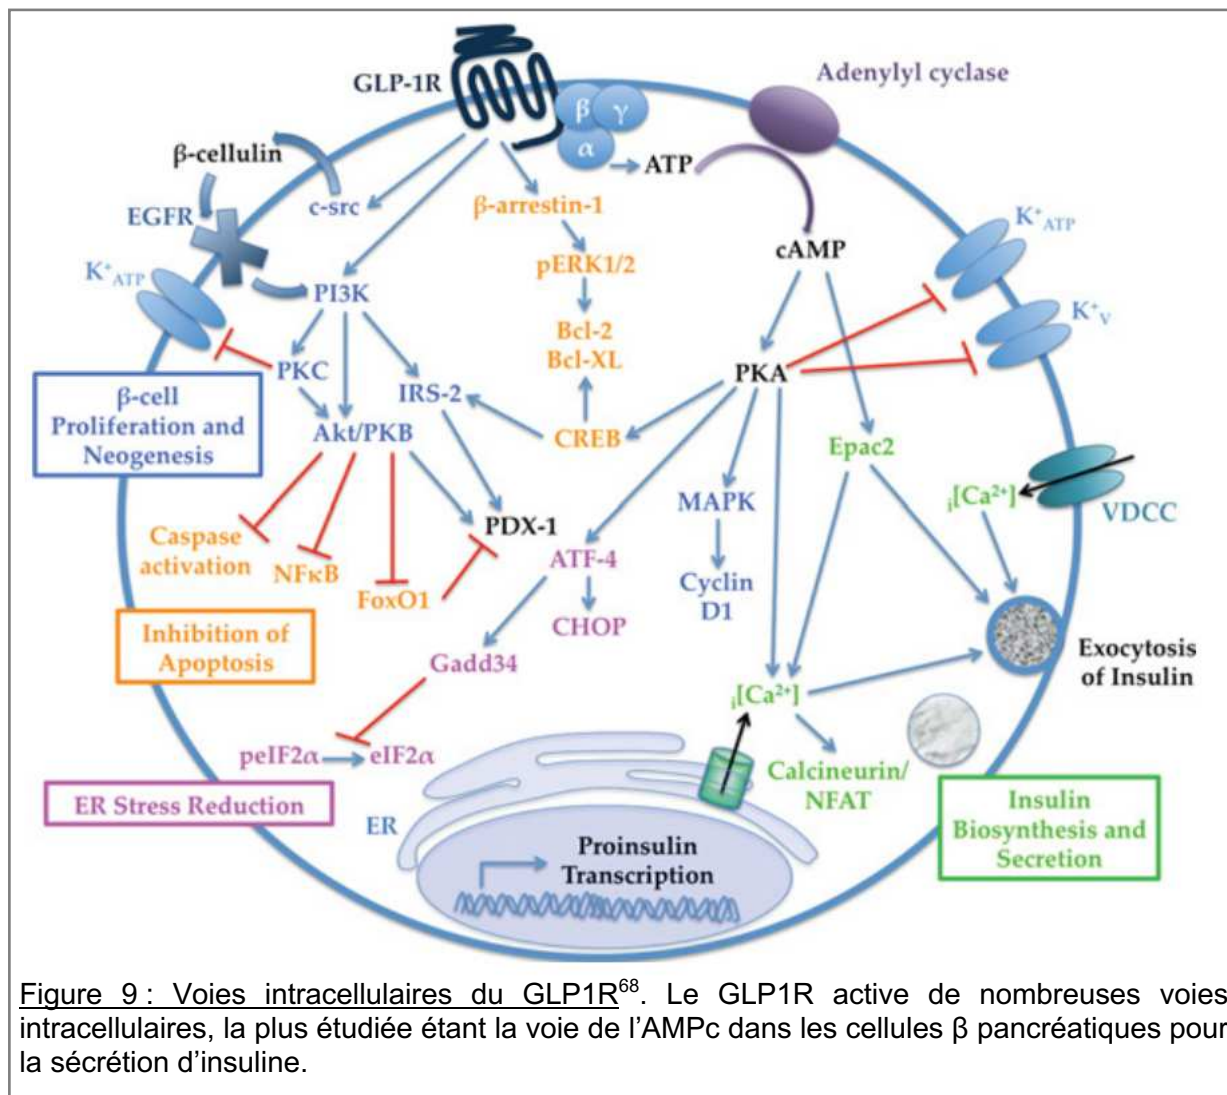 GLP-1R
Adenylyl cyclase
β
γ
α
ATP
β-cellulin
EGFR
c-src
β-arrestin-1
K⁺ATP
PI3K
pERK1/2
cAMP
K⁺ATP
K⁺V
Bcl-2
Bcl-XL
PKC
IRS-2
PKA
β-cell
Proliferation and
Neogenesis
Akt/PKB
CREB
Epac2
MAPK
i[Ca²⁺]
VDCC
Caspase
activation
NFκB
FoxO1
PDX-1
ATF-4
CHOP
Cyclin
D1
Inhibition of
Apoptosis
Gadd34
Exocytosis
of Insulin
i[Ca²⁺]
peIF2α
eIF2α
Calcineurin/
NFAT
ER Stress Reduction
ER
Insulin
Biosynthesis and
Secretion
Proinsulin
Transcription
Figure 9 : Voies intracellulaires du GLP1R⁶⁸. Le GLP1R active de nombreuses voies
intracellulaires, la plus étudiée étant la voie de l’AMPc dans les cellules β pancréatiques pour
la sécrétion d’insuline.